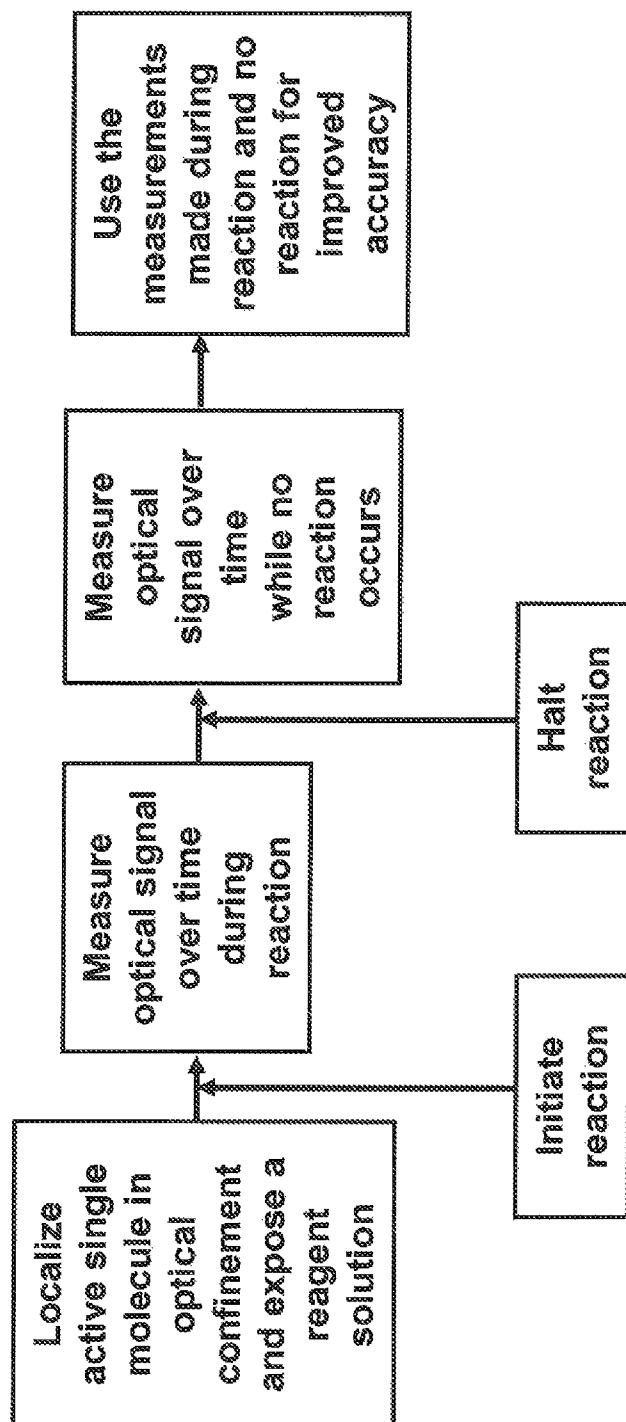 Localize
active single
molecule in
optical
confinement
and expose a
reagent
solution
Initiate
reaction
Measure
optical signal
over time
during
reaction
Halt
reaction
Measure
optical
signal over
time
while no
reaction
occurs
Use the
measurements
made during
reaction and no
reaction for
improved
accuracy